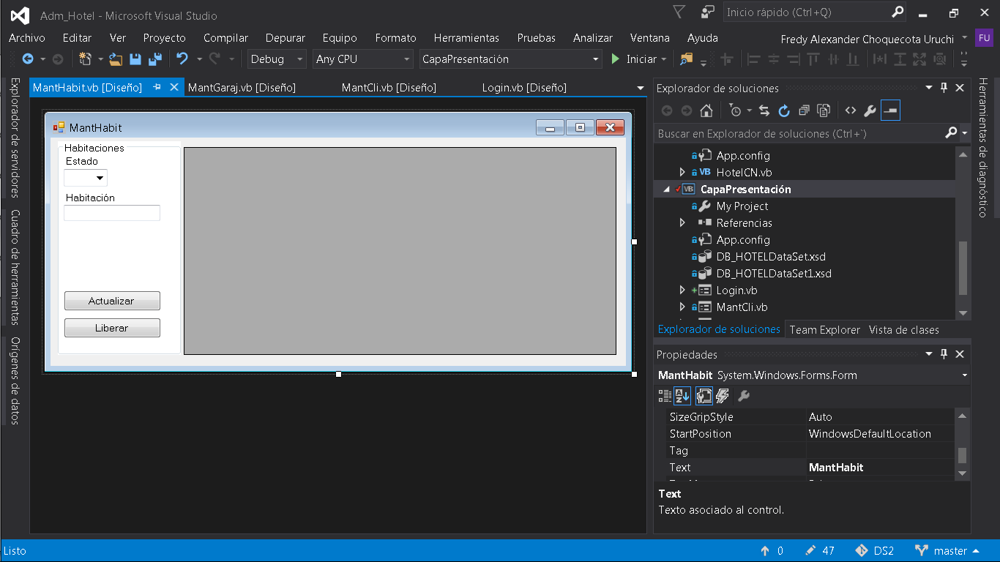 Adm_Hotel - Microsoft Visual Studio
Inicio rápido (Ctrl+Q)
Archivo Editar Ver Proyecto Compilar Depurar Equipo Formato Herramientas Pruebas Analizar Ventana Ayuda
Fredy Alexander Choquecota Uruchi FU
Debug Any CPU CapaPresentación Iniciar
Explorador de servidores
Cuadro de herramientas
Orígenes de datos
MantHabit.vb [Diseño] MantGaraj.vb [Diseño] MantCli.vb [Diseño] Login.vb [Diseño]
MantHabit
Habitaciones
Estado
Habitación
Actualizar
Liberar
Explorador de soluciones
Buscar en Explorador de soluciones (Ctrl+`)
App.config
VB HotelCN.vb
VB CapaPresentación
My Project
Referencias
App.config
DB_HOTELDataSet.xsd
DB_HOTELDataSet1.xsd
Login.vb
MantCli.vb
Explorador de soluciones Team Explorer Vista de clases
Propiedades
MantHabit System.Windows.Forms.Form
SizeGripStyle Auto
StartPosition WindowsDefaultLocation
Tag
Text MantHabit
Text
Texto asociado al control.
Herramientas de diagnóstico
Listo
0 47 DS2 master